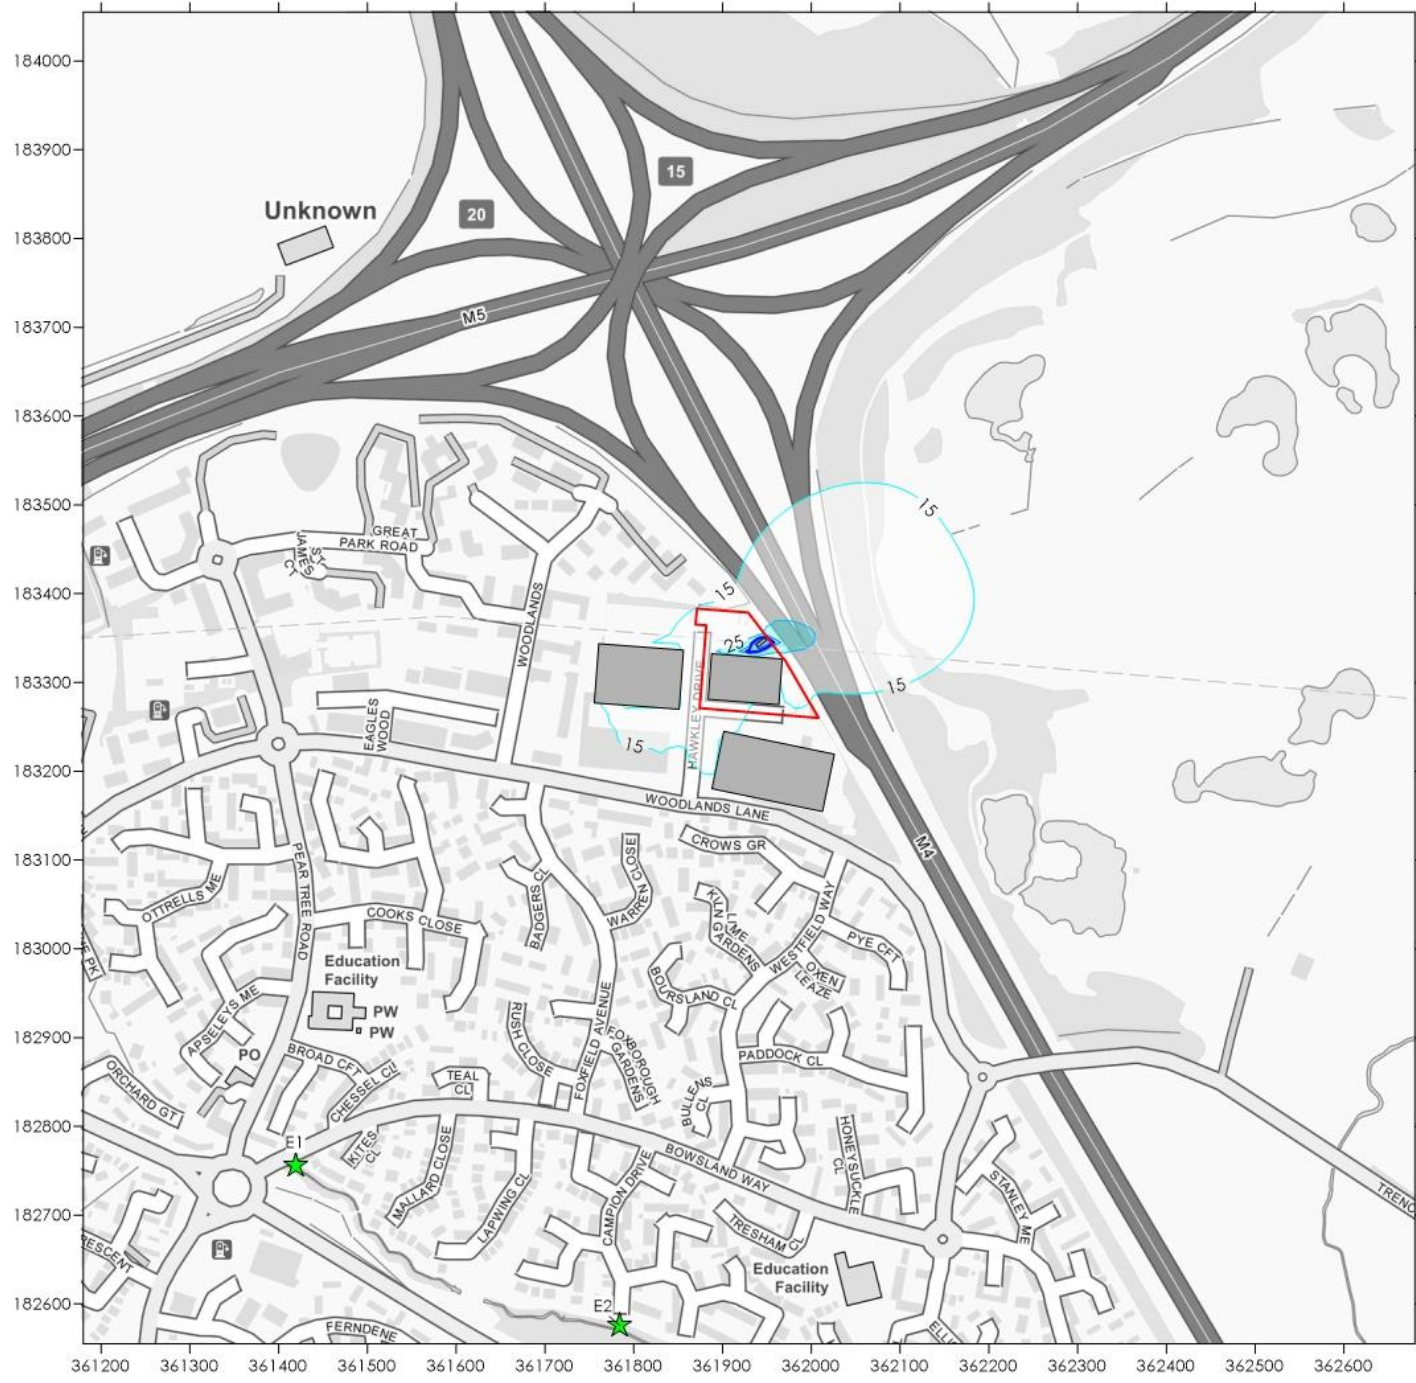 184000
183900
183800
183700
183600
183500
183400
183300
183200
183100
183000
182900
182800
182700
182600
15
20
Unknown
M5
15
GREAT
PARK ROAD
ST
JAMES
CT
WOODLANDS
15
25
15
HAWKLEY DRIVE
15
EAGLES
WOOD
WOODLANDS LANE
M4
CROWS GR
PEAR TREE ROAD
OTTRELLS ME
COOKS CLOSE
BADGERS CL
WARREN CLOSE
KILN GARDENS
LIME
WESTFIELD WAY
PYE CFT
OXEN
LEAZE
PK
Education
Facility
PW
PW
BOURSLAND CL
APSELEYS ME
RUSH CLOSE
FOXFIELD AVENUE
FOXBOROUGH
GARDENS
PADDOCK CL
PO
BROAD CFT
CHESSEL CL
TEAL
CL
BULLENS
CL
ORCHARD GT
E1
KITES
CL
MALLARD CLOSE
LAPWING CL
BOWSLAND WAY
HONEYSUCKLE
CL
CAMPION DRIVE
STANLEY ME
TRENC
TRESHAM CL
RESCENT
Education
Facility
E2
FERNDENE
ELLI
361200 361300 361400 361500 361600 361700 361800 361900 362000 362100 362200 362300 362400 362500 362600